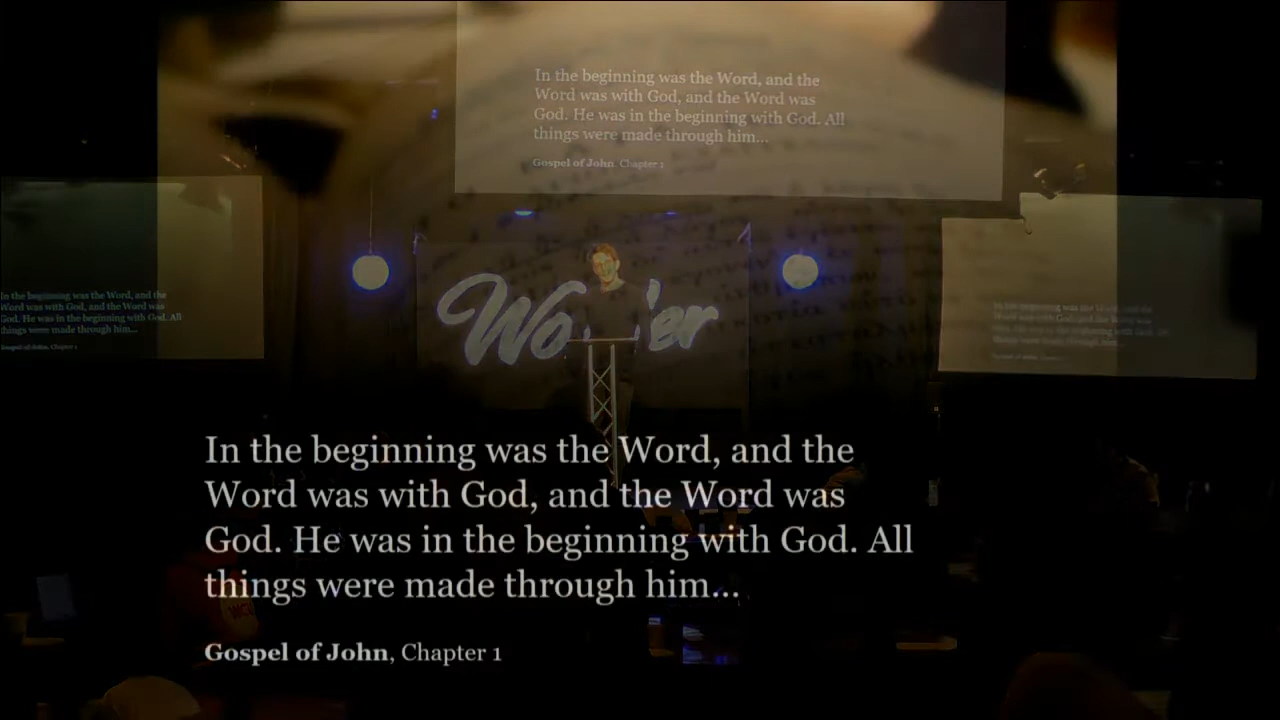 In the beginning was the Word, and the
Word was with God, and the Word was
God. He was in the beginning with God. All
things were made through him...
Gospel of John, Chapter 1
In the beginning was the Word, and the
Word was with God, and the Word was
God. He was in the beginning with God. All
things were made through him...
Gospel of John, Chapter 1
Wo 'er
In the beginning was the Word, and the
Word was with God, and the Word was
God. He was in the beginning with God. All
things were made through him...
Gospel of John, Chapter 1